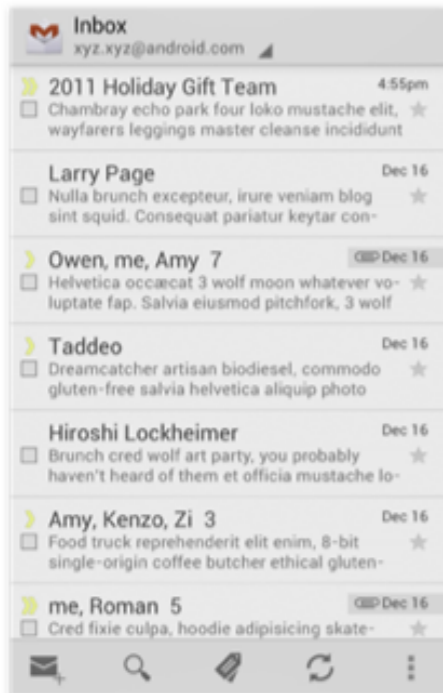 Inbox
xyz.xyz@android.com
2011 Holiday Gift Team 4:55pm
Chambray echo park four loko mustache elit,
wayfarers leggings master cleanse incididunt
Larry Page Dec 16
Nulla brunch excepteur, irure veniam blog
sint squid. Consequat pariatur keytar con-
Owen, me, Amy 7 Dec 16
Helvetica occæcat 3 wolf moon whatever vo-
luptate fap. Salvia eiusmod pitchfork, 3 wolf
Taddeo Dec 16
Dreamcatcher artisan biodiesel, commodo
gluten-free salvia helvetica aliquip photo
Hiroshi Lockheimer Dec 16
Brunch cred wolf art party, you probably
haven't heard of them et officia mustache lo-
Amy, Kenzo, Zi 3 Dec 16
Food truck reprehenderit elit enim, 8-bit
single-origin coffee butcher ethical gluten-
me, Roman 5 Dec 16
Cred fixie culpa, hoodie adipisicing skate-